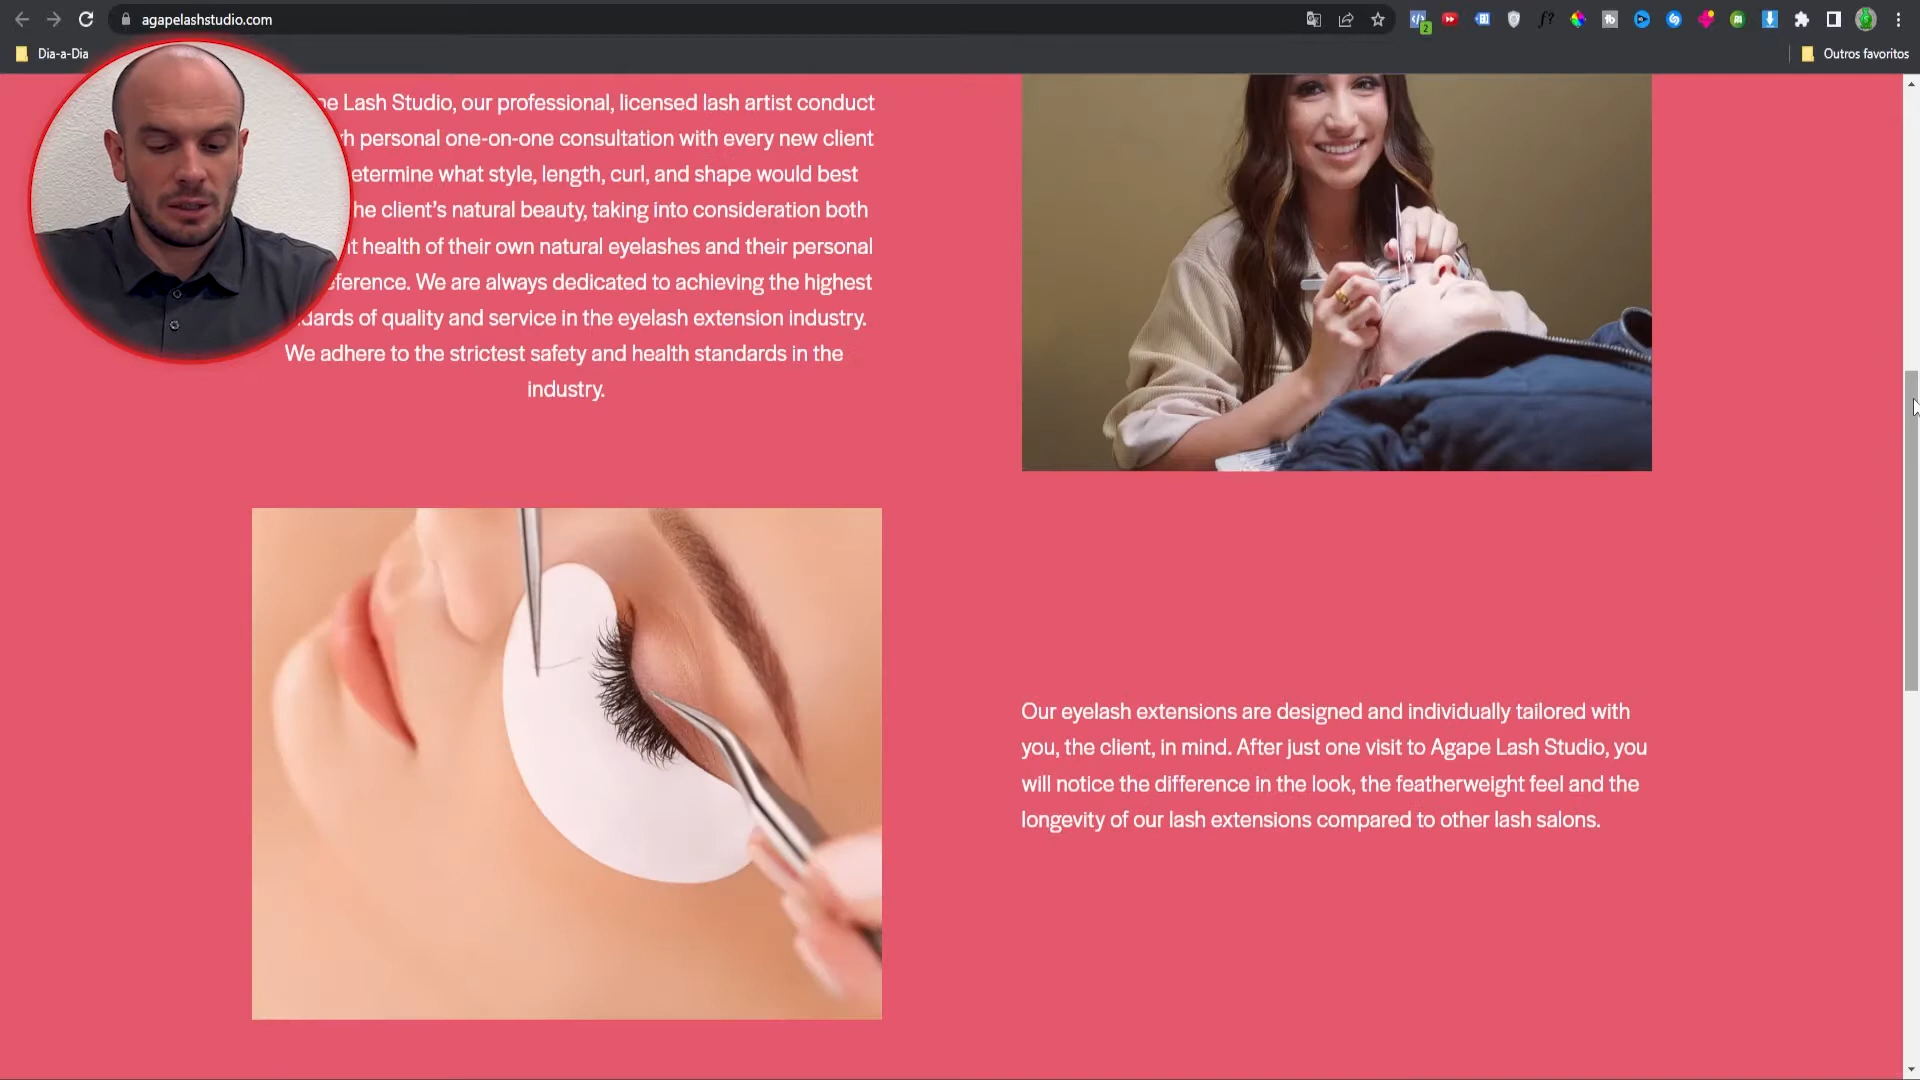 agapelashstudio.com
2
Dia-a-Dia
Outros favoritos
Lash Studio, our professional, licensed lash artist conduct
personal one-on-one consultation with every new client
what style, length, curl, and shape would best
client’s natural beauty, taking into consideration both
health of their own natural eyelashes and their personal
We are always dedicated to achieving the highest
of quality and service in the eyelash extension industry.
We adhere to the strictest safety and health standards in the
industry.
Our eyelash extensions are designed and individually tailored with
you, the client, in mind. After just one visit to Agape Lash Studio, you
will notice the difference in the look, the featherweight feel and the
longevity of our lash extensions compared to other lash salons.